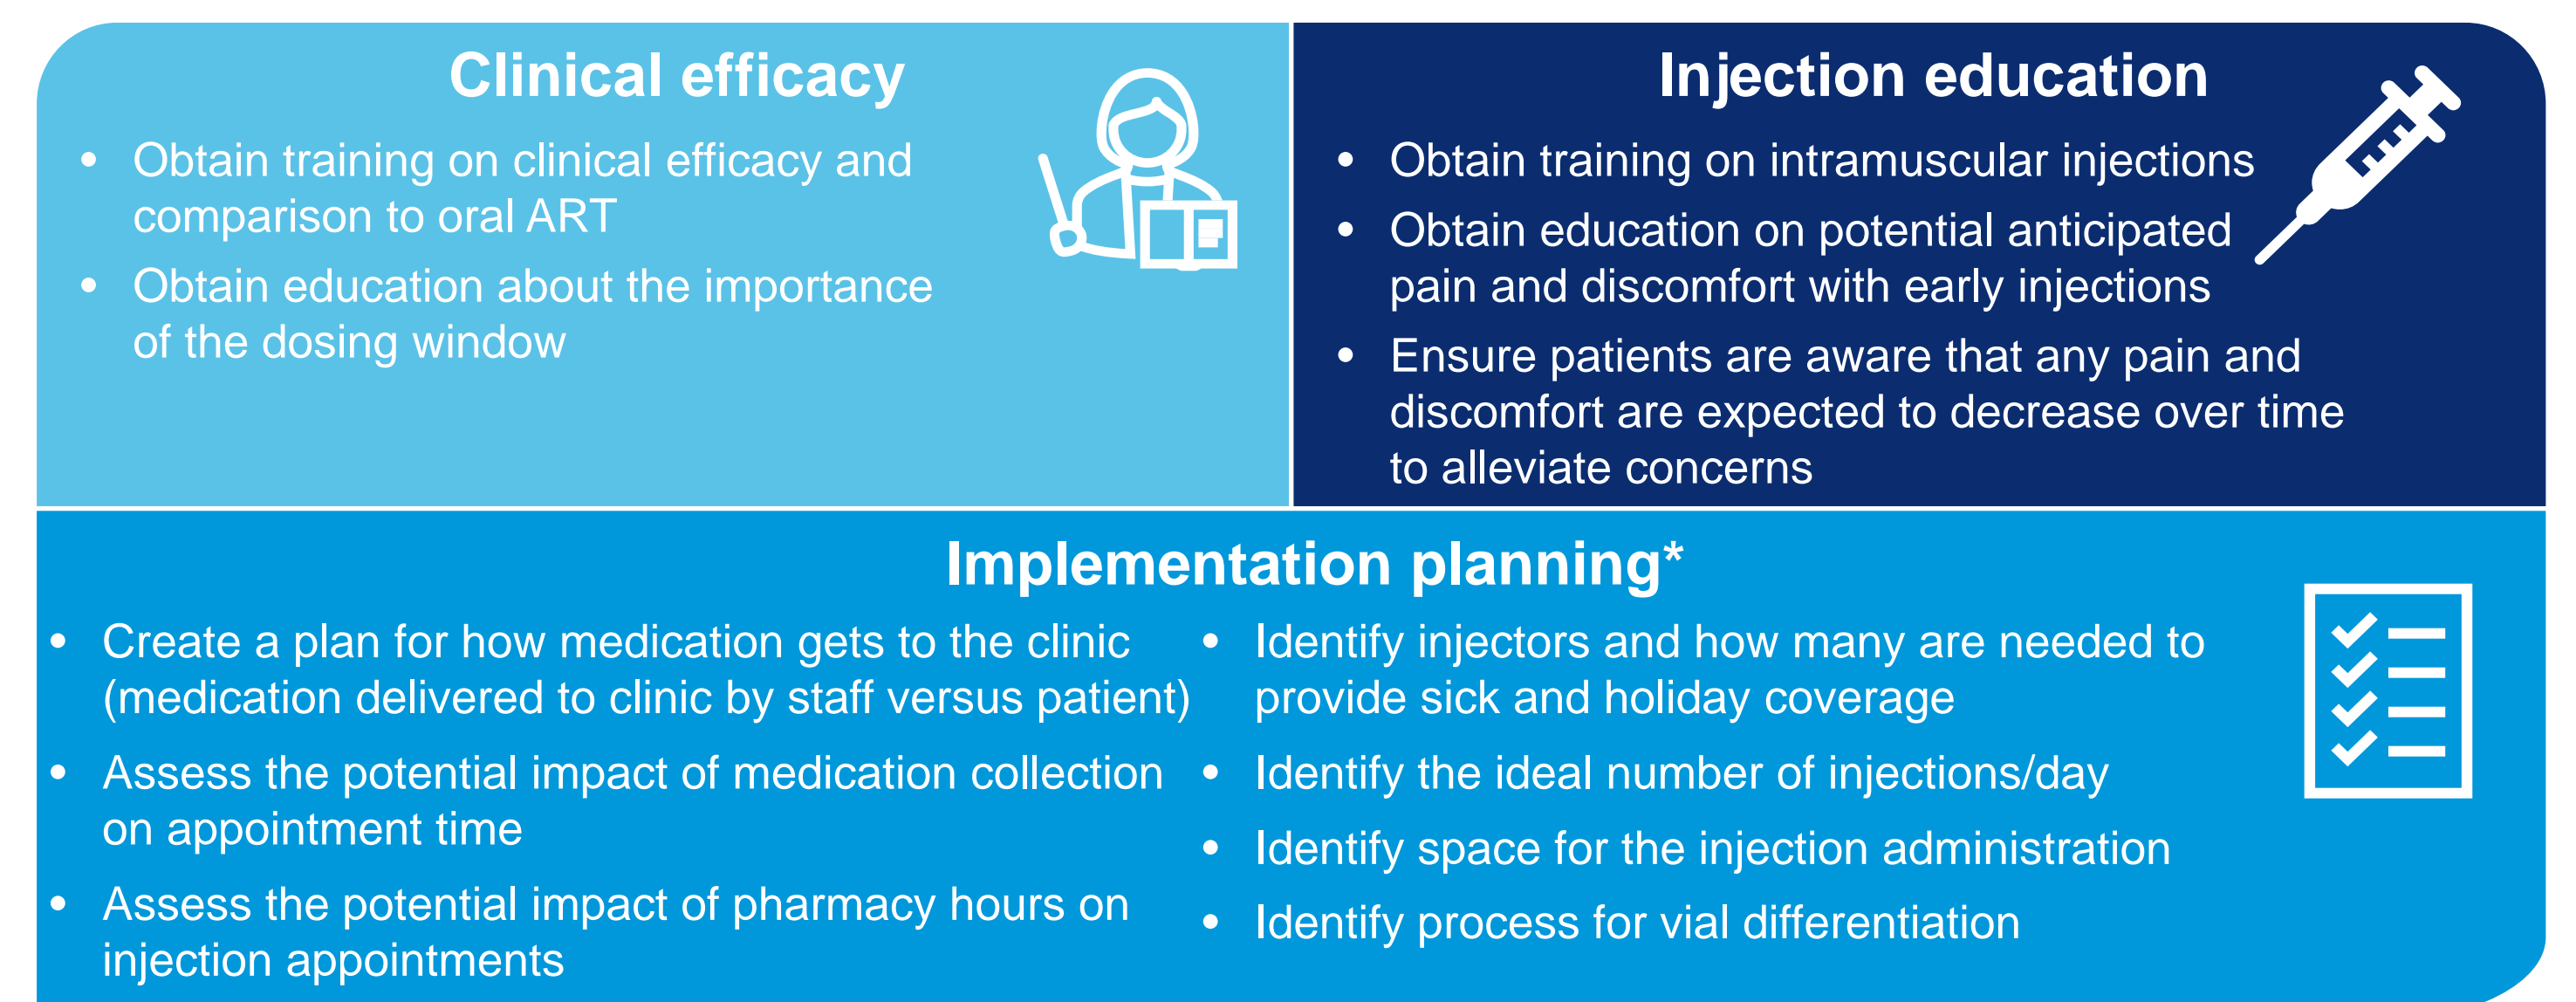 Clinical efficacy
• Obtain training on clinical efficacy and
comparison to oral ART
• Obtain education about the importance
of the dosing window
Injection education
• Obtain training on intramuscular injections
• Obtain education on potential anticipated
pain and discomfort with early injections
• Ensure patients are aware that any pain and
discomfort are expected to decrease over time
to alleviate concerns
Implementation planning*
• Create a plan for how medication gets to the clinic
(medication delivered to clinic by staff versus patient)
• Assess the potential impact of medication collection
on appointment time
• Assess the potential impact of pharmacy hours on
injection appointments
• Identify injectors and how many are needed to
provide sick and holiday coverage
• Identify the ideal number of injections/day
• Identify space for the injection administration
• Identify process for vial differentiation